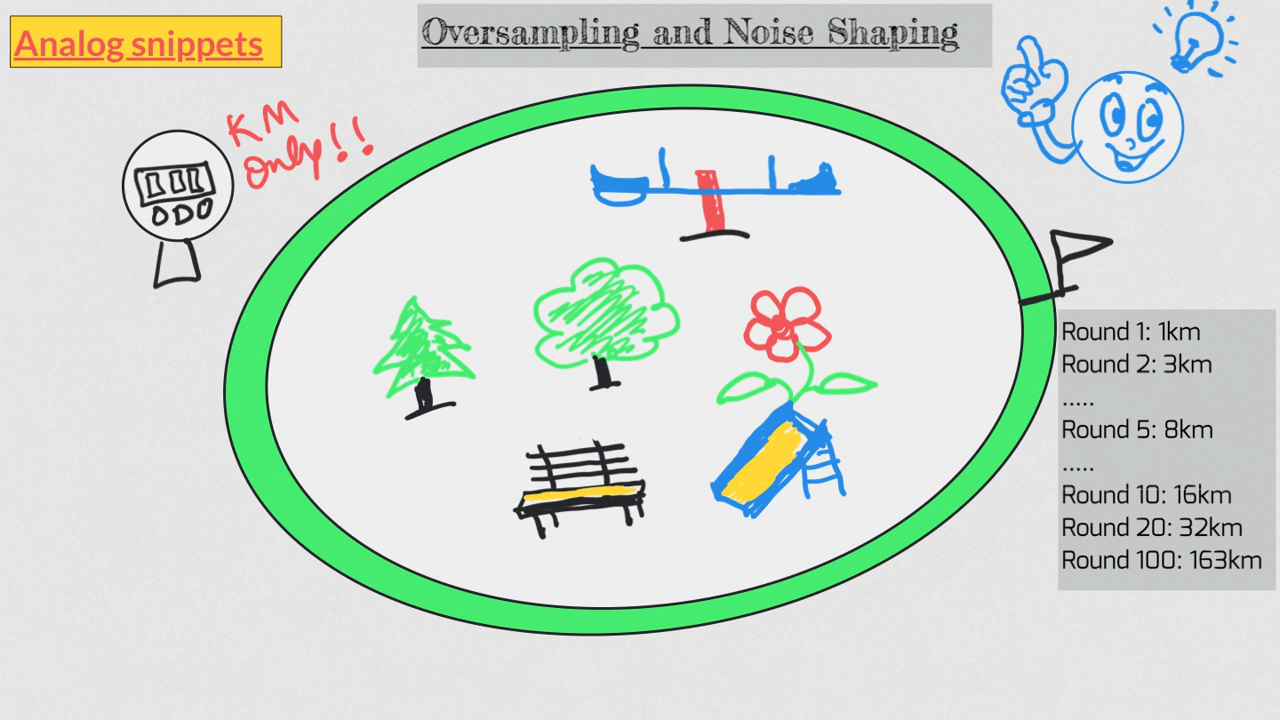 Analog snippets
Oversampling and Noise Shaping
KM
only!!
Round 1: 1km
Round 2: 3km
.....
Round 5: 8km
.....
Round 10: 16km
Round 20: 32km
Round 100: 163km